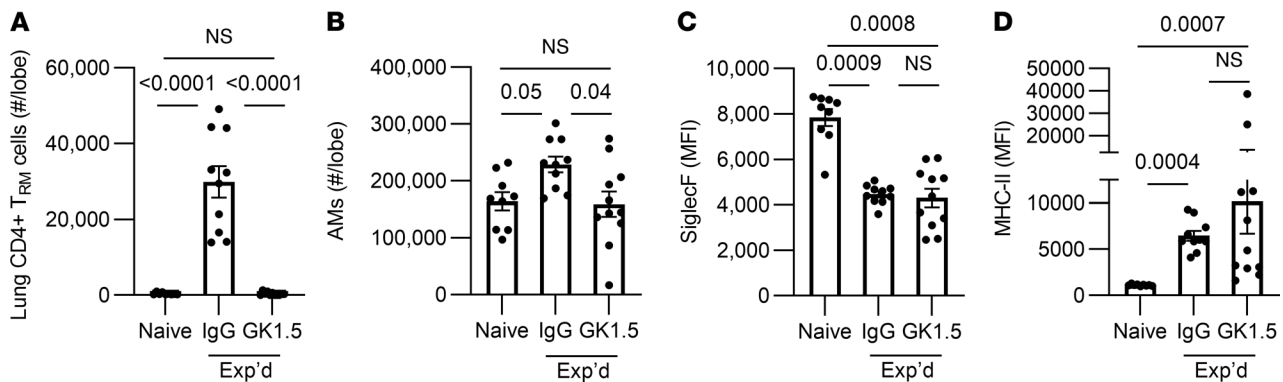 A
Lung CD4+ TRM cells (#/lobe)
NS
<0.0001 <0.0001
60,000
40,000
20,000
0
Naive IgG GK1.5
Exp'd
B
AMs (#/lobe)
NS
0.05 0.04
400,000
300,000
200,000
100,000
0
Naive IgG GK1.5
Exp'd
C
SiglecF (MFI)
0.0008
0.0009 NS
10,000
8,000
6,000
4,000
2,000
0
Naive IgG GK1.5
Exp'd
D
MHC-II (MFI)
0.0007
NS
0.0004
50000
40000
30000
20000
10000
5000
0
Naive IgG GK1.5
Exp'd